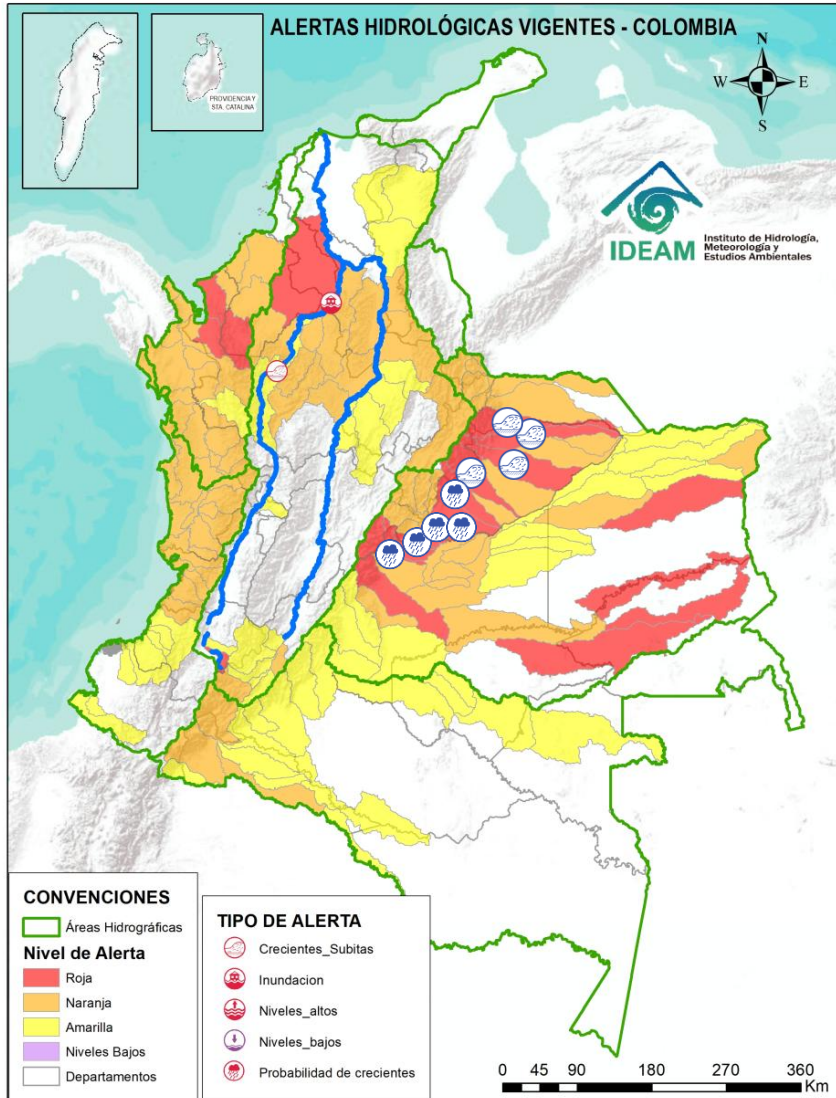 ALERTAS HIDROLÓGICAS VIGENTES - COLOMBIA
PROVIDENCIA Y
STA. CATALINA
N
W
E
S
IDEAM
Instituto de Hidrología,
Meteorología y
Estudios Ambientales
CONVENCIONES
Áreas Hidrográficas
Nivel de Alerta
Roja
Naranja
Amarilla
Niveles Bajos
Departamentos
TIPO DE ALERTA
Crecientes_Subitas
Inundacion
Niveles_altos
Niveles_bajos
Probabilidad de crecientes
0 45 90 180 270 360
Km